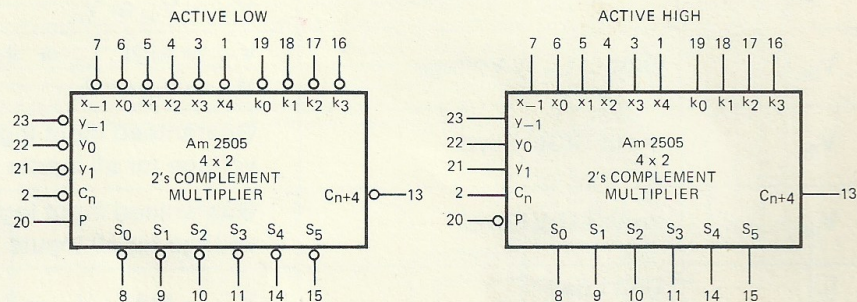 ACTIVE LOW
7 6 5 4 3 1 19 18 17 16
x-1 x0 x1 x2 x3 x4 k0 k1 k2 k3
23 y-1
22 y0
21 y1
2 Cn
20 P
Am 2505
4 x 2
2's COMPLEMENT
MULTIPLIER
Cn+4 13
S0 S1 S2 S3 S4 S5
8 9 10 11 14 15
ACTIVE HIGH
7 6 5 4 3 1 19 18 17 16
x-1 x0 x1 x2 x3 x4 k0 k1 k2 k3
23 y-1
22 y0
21 y1
2 Cn
20 P
Am 2505
4 x 2
2's COMPLEMENT
MULTIPLIER
Cn+4 13
S0 S1 S2 S3 S4 S5
8 9 10 11 14 15